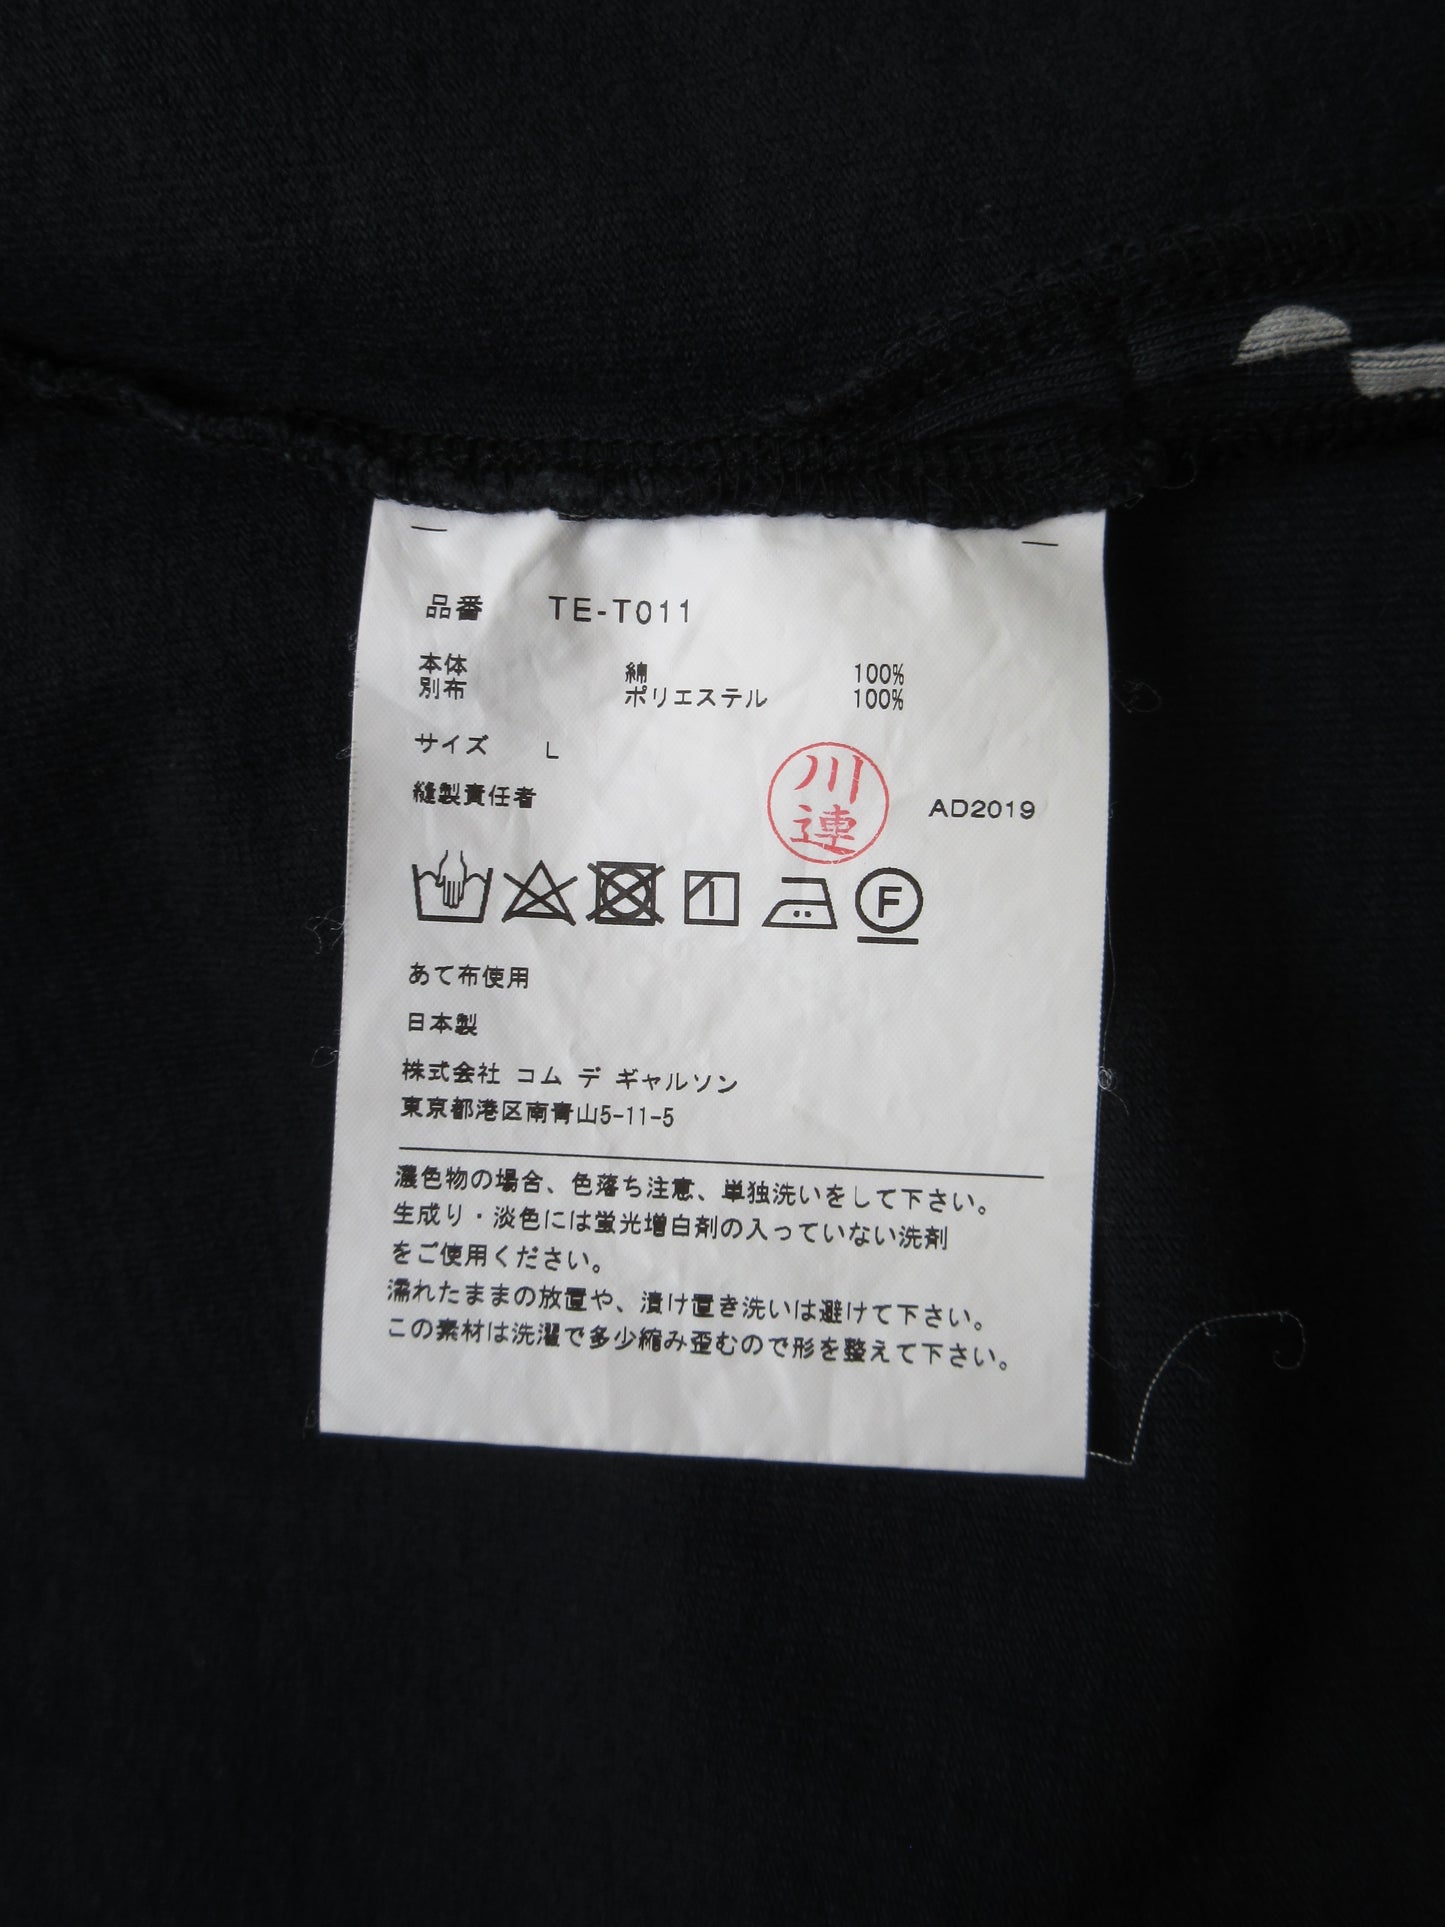 品番 TE-T011
本体 綿 100%
別布 ポリエステル 100%
サイズ L
縫製責任者 川連 AD2019
F
あて布使用
日本製
株式会社 コム デ ギャルソン
東京都港区南青山5-11-5
濃色物の場合、色落ち注意、単独洗いをして下さい。
生成り・淡色には蛍光増白剤の入っていない洗剤
をご使用ください。
濡れたままの放置や、漬け置き洗いは避けて下さい。
この素材は洗濯で多少縮み歪むので形を整えて下さい。